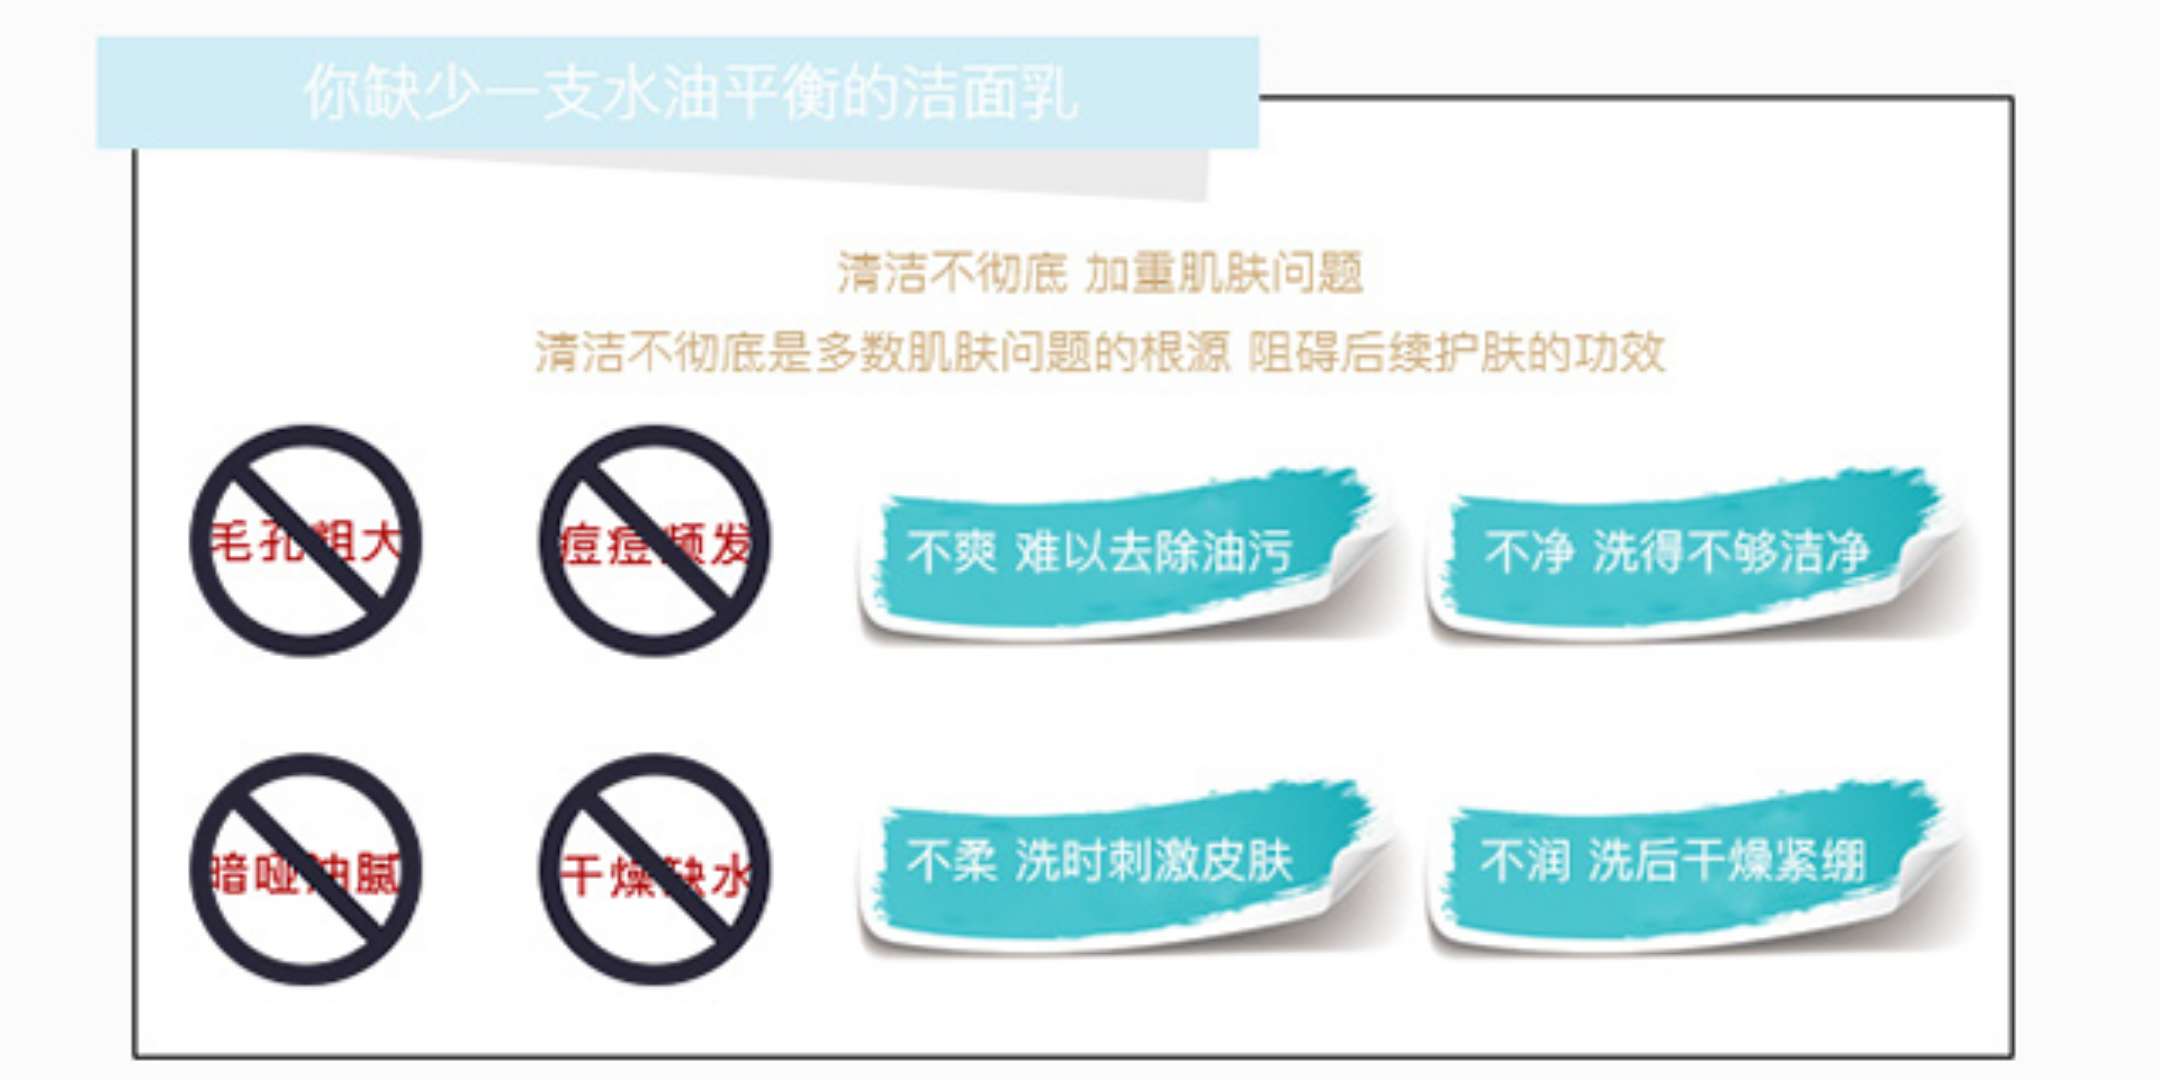 你缺少一支水油平衡的洁面乳
清洁不彻底 加重肌肤问题
清洁不彻底是多数肌肤问题的根源 阻碍后续护肤的功效
毛孔粗大
痘痘频发
不爽 难以去除油污
不净 洗得不够洁净
暗哑油腻
干燥缺水
不柔 洗时刺激皮肤
不润 洗后干燥紧绷